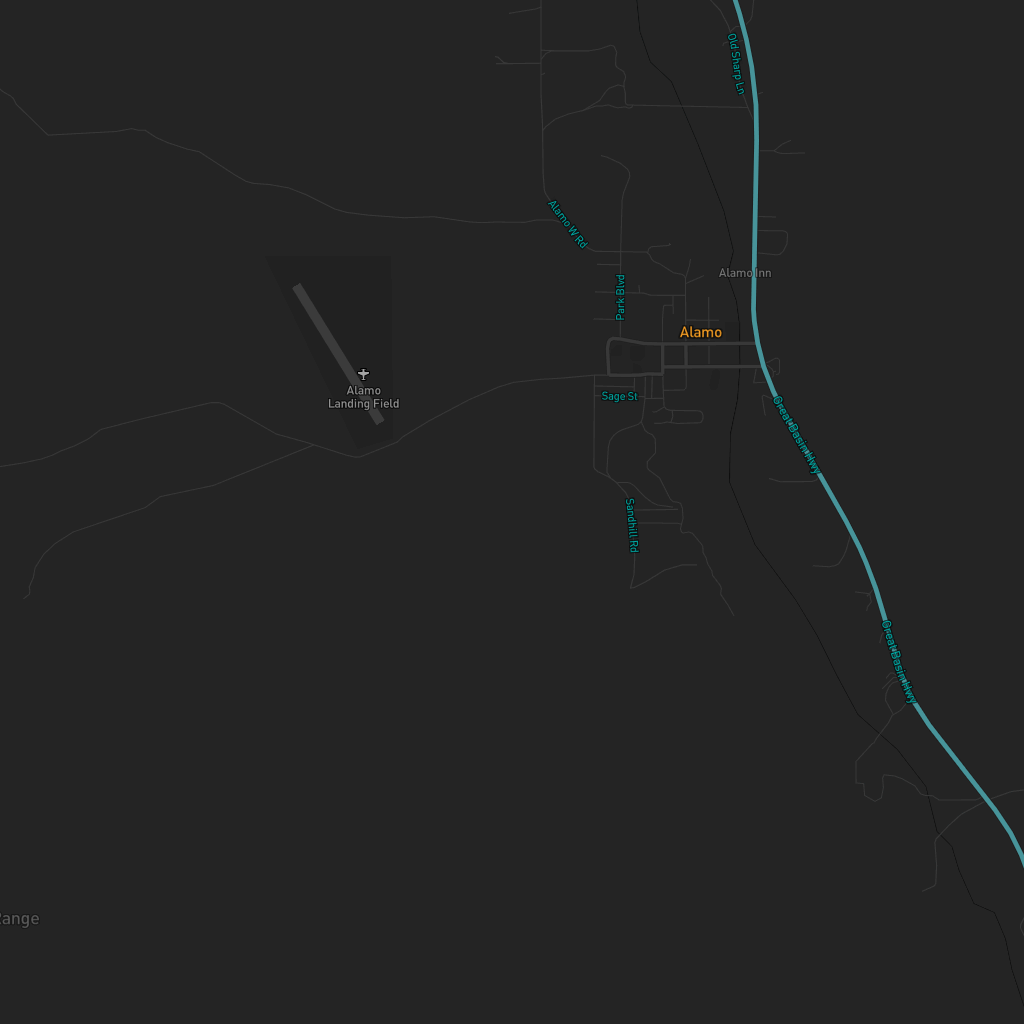 Old Sharp Ln
Alamo W Rd
Alamo Inn
Park Blvd
Alamo
Alamo
Landing Field
Sage St
Great Basin Hwy
Sandhill Rd
Great Basin Hwy
Range